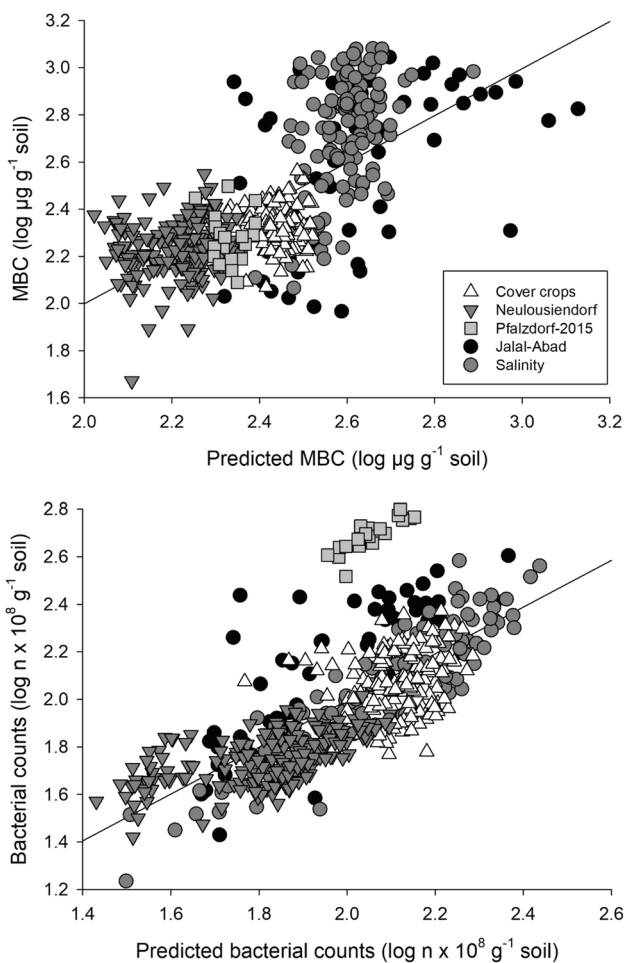 3.2
3.0
2.8
2.6
2.4
2.2
2.0
1.8
1.6
MBC (log µg g⁻¹ soil)
Cover crops
Neulousiendorf
Pfalzdorf-2015
Jalal-Abad
Salinity
2.0 2.2 2.4 2.6 2.8 3.0 3.2
Predicted MBC (log µg g⁻¹ soil)
2.8
2.6
2.4
2.2
2.0
1.8
1.6
1.4
1.2
Bacterial counts (log n x 10⁸ g⁻¹ soil)
1.4 1.6 1.8 2.0 2.2 2.4 2.6
Predicted bacterial counts (log n x 10⁸ g⁻¹ soil)